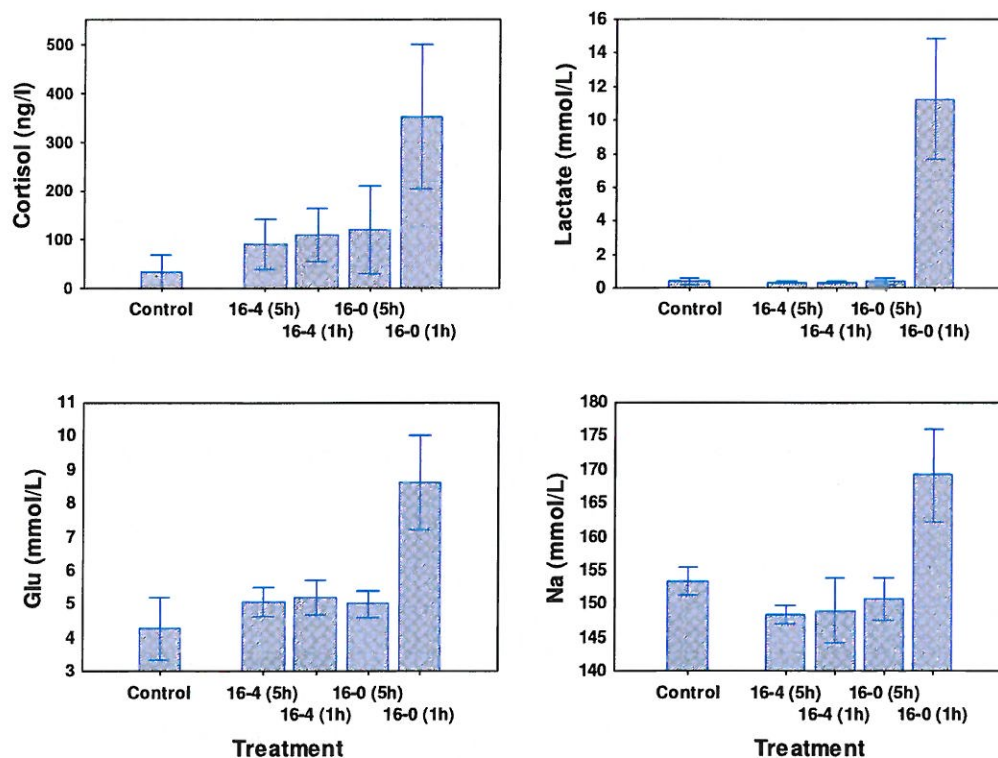 Cortisol (ng/l)
500
400
300
200
100
0
Control
16-4 (5h)
16-0 (5h)
16-4 (1h)
16-0 (1h)
Lactate (mmol/L)
16
14
12
10
8
6
4
2
0
Control
16-4 (5h)
16-0 (5h)
16-4 (1h)
16-0 (1h)
Glu (mmol/L)
11
10
9
8
7
6
5
4
3
Control
16-4 (5h)
16-0 (5h)
16-4 (1h)
16-0 (1h)
Treatment
Na (mmol/L)
180
175
170
165
160
155
150
145
140
Control
16-4 (5h)
16-0 (5h)
16-4 (1h)
16-0 (1h)
Treatment